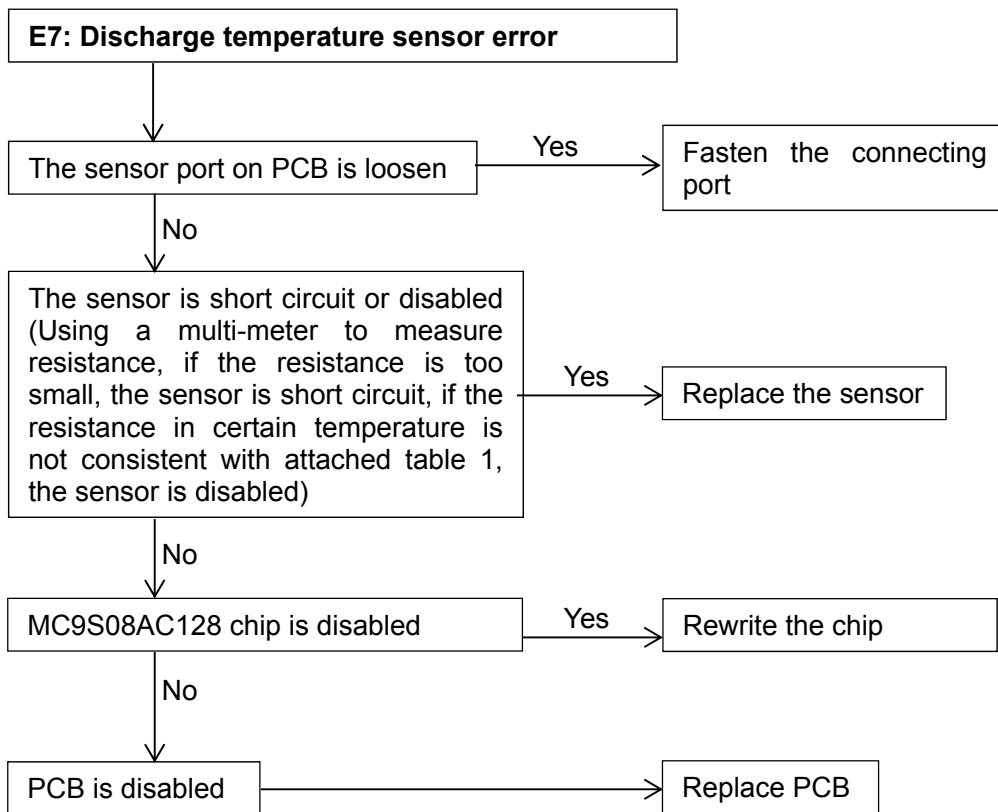 E7: Discharge temperature sensor error
The sensor port on PCB is loosen
Yes
Fasten the connecting
port
No
The sensor is short circuit or disabled
(Using a multi-meter to measure
resistance, if the resistance is too
small, the sensor is short circuit, if the
resistance in certain temperature is
not consistent with attached table 1,
the sensor is disabled)
Yes
Replace the sensor
No
MC9S08AC128 chip is disabled
Yes
Rewrite the chip
No
PCB is disabled
Replace PCB